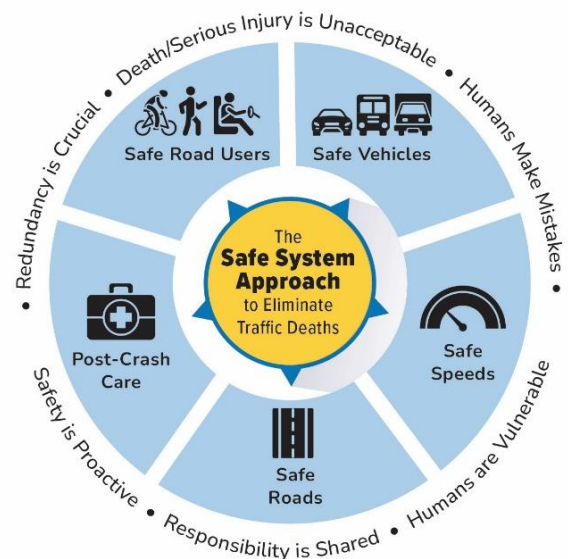 Death/Serious Injury is Unacceptable
Humans Make Mistakes
Humans are Vulnerable
Responsibility is Shared
Safety is Proactive
Redundancy is Crucial
Safe Road Users
Safe Vehicles
Safe
Speeds
Safe
Roads
Post-Crash
Care
The
Safe System
Approach
to Eliminate
Traffic Deaths